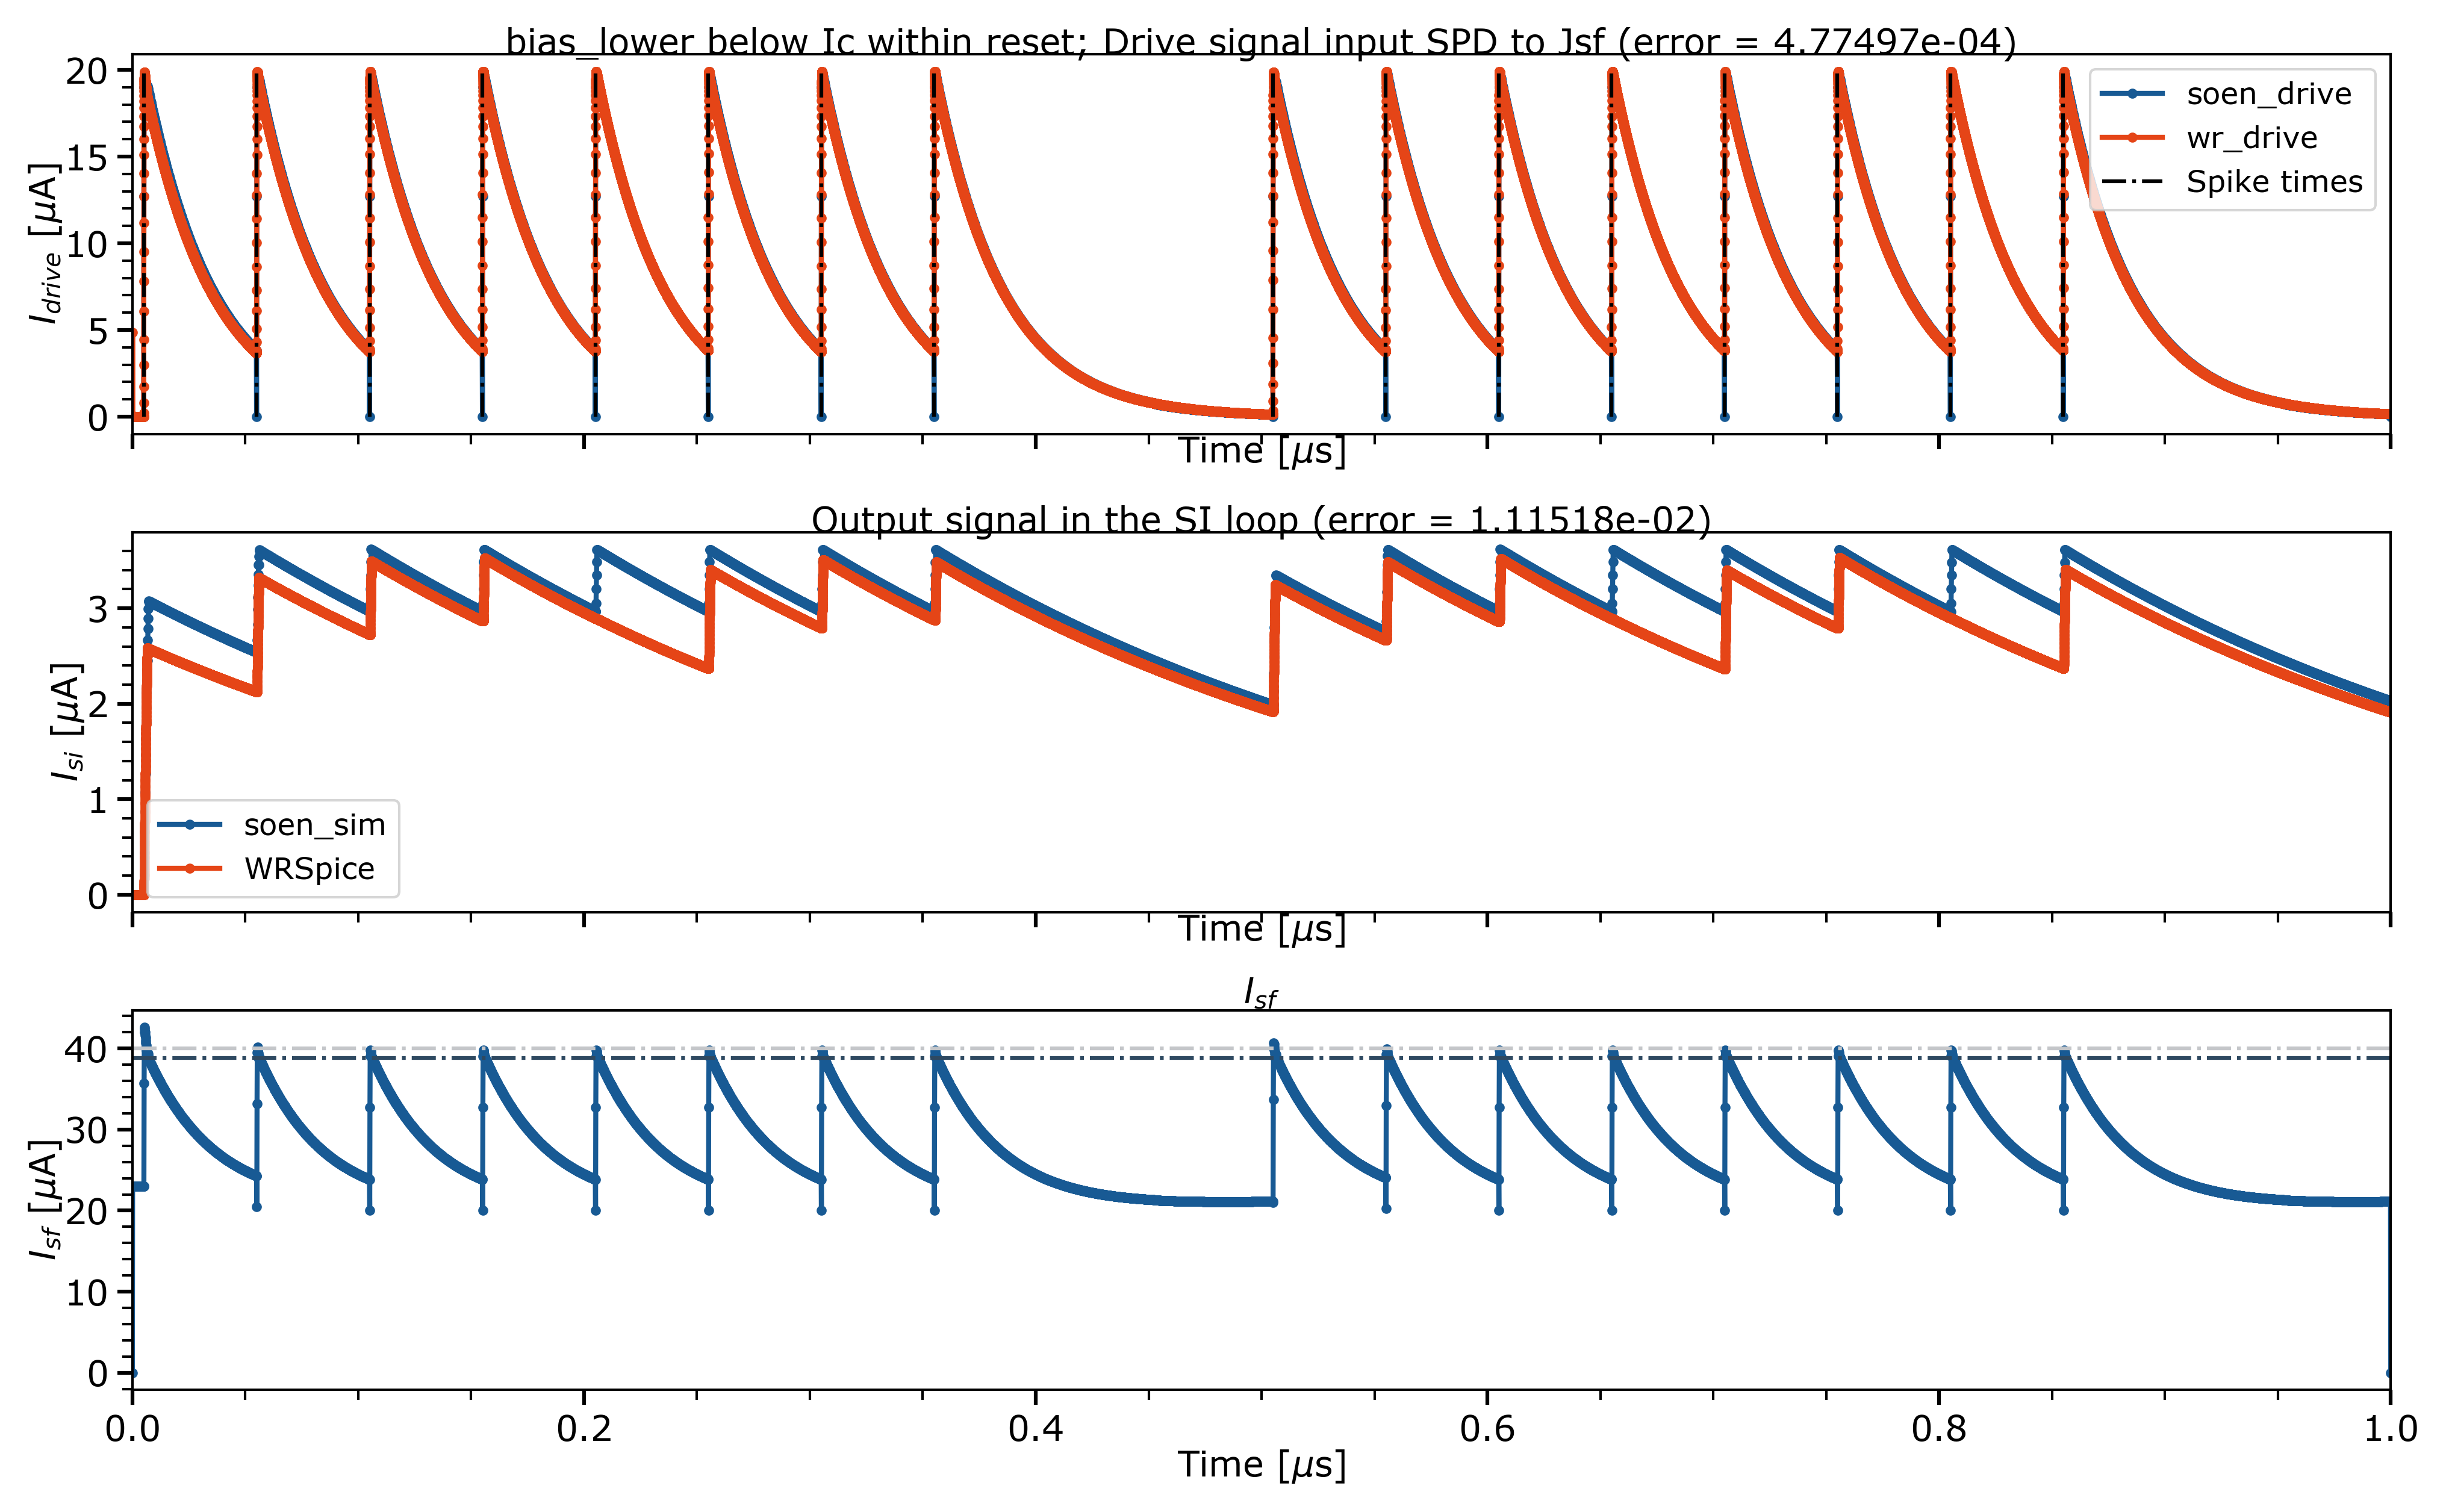 bias_lower below Ic within reset; Drive signal input SPD to Jsf (error = 4.77497e-04)
20
15
10
5
0
I_drive [μA]
soen_drive
wr_drive
Spike times
Time [μs]
Output signal in the SI loop (error = 1.11518e-02)
3
2
1
0
I_si [μA]
soen_sim
WRSpice
Time [μs]
I_sf
40
30
20
10
0
I_sf [μA]
0.0 0.2 0.4 0.6 0.8 1.0
Time [μs]